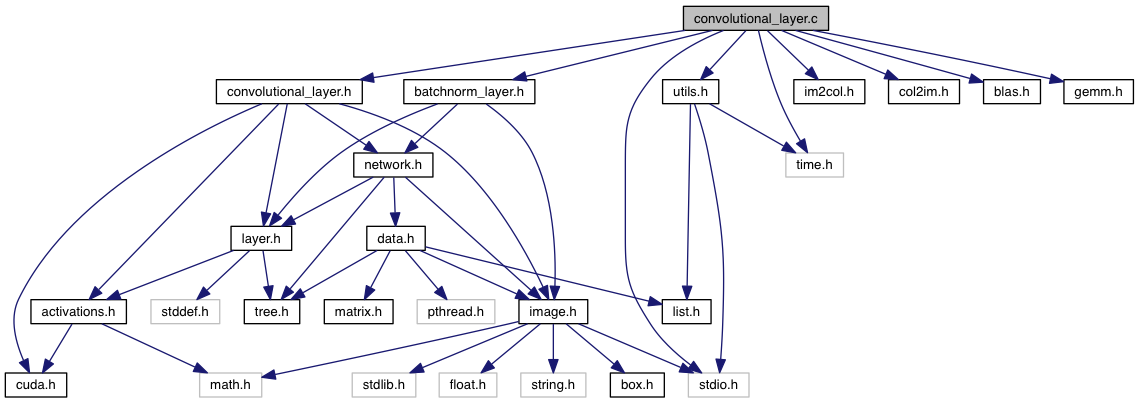 convolutional_layer.c
convolutional_layer.h
batchnorm_layer.h
utils.h
im2col.h
col2im.h
blas.h
gemm.h
network.h
time.h
layer.h
data.h
activations.h
stddef.h
tree.h
matrix.h
pthread.h
image.h
list.h
cuda.h
math.h
stdlib.h
float.h
string.h
box.h
stdio.h